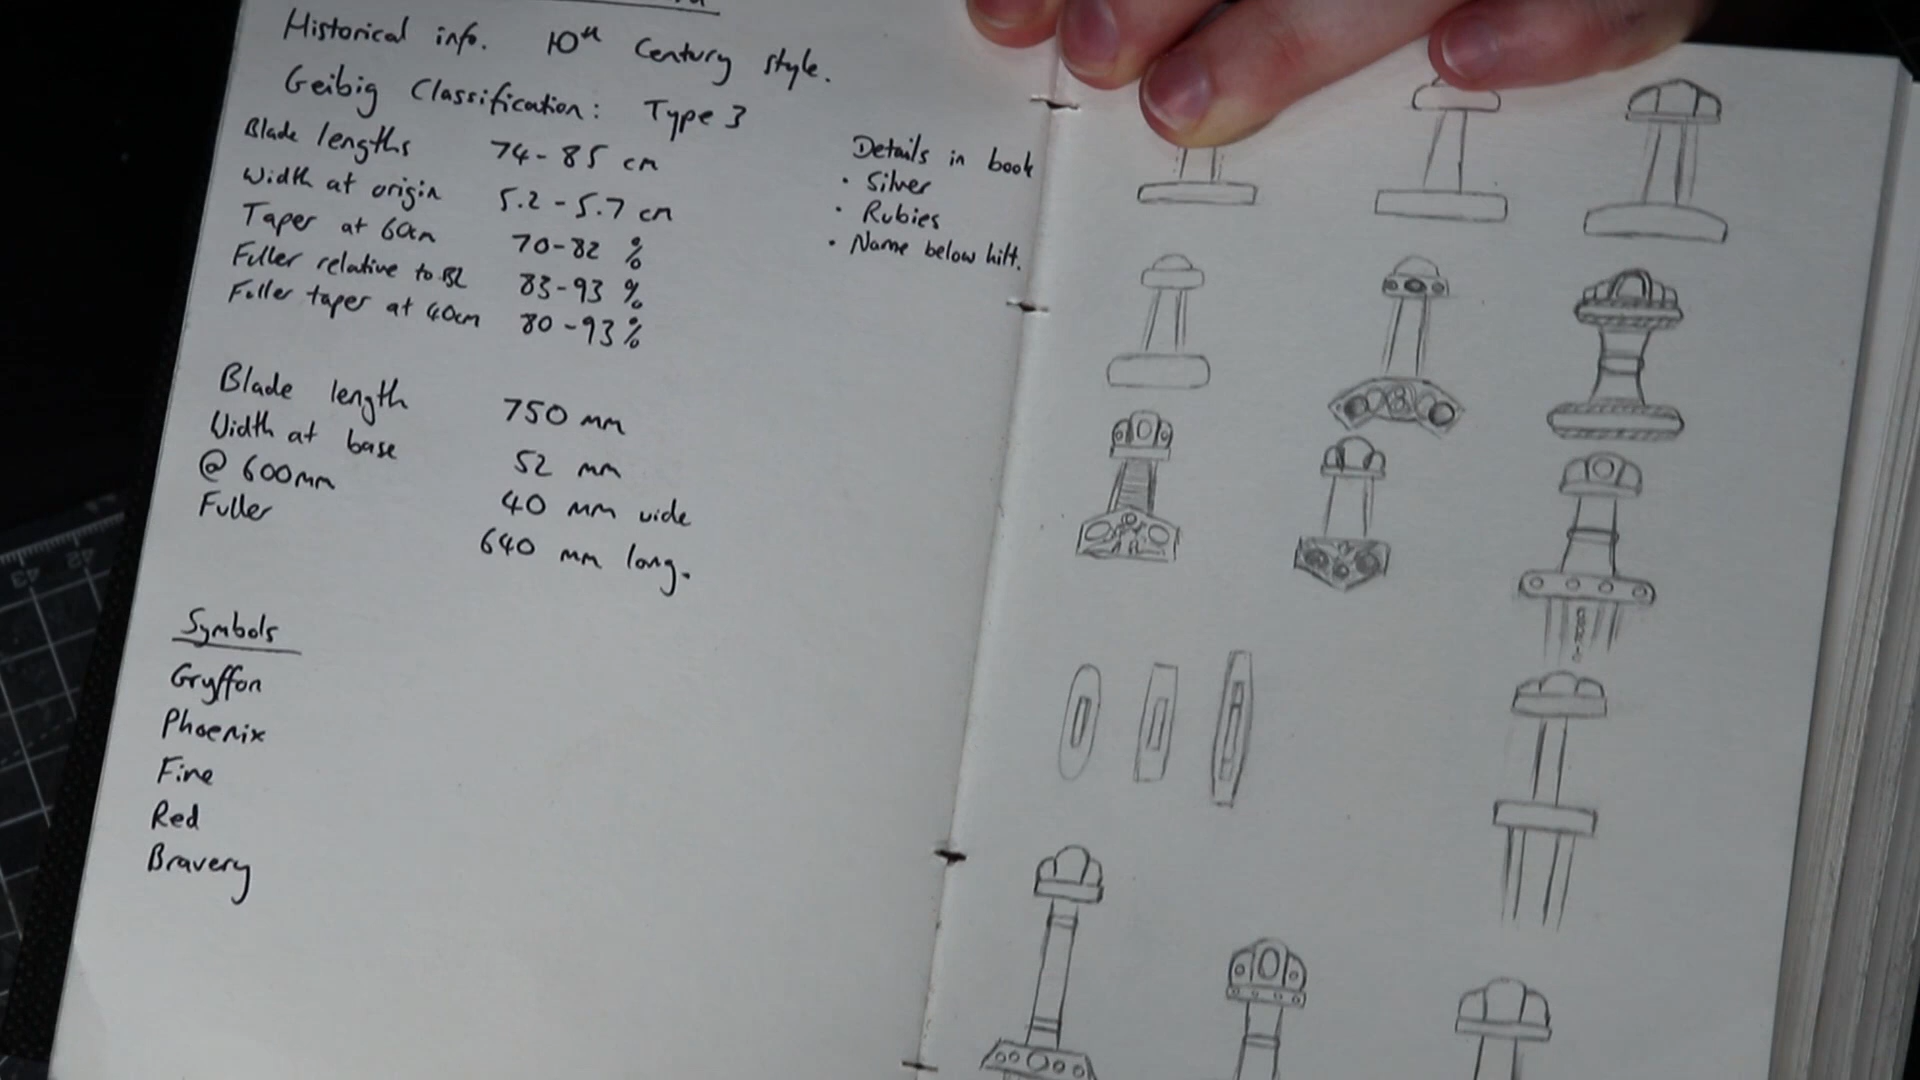 Historical info. 10th Century style.
Geibig Classification: Type 3
Blade lengths 74-85 cm
Width at origin 5.2-5.7 cm
Taper at 60cm 70-82 %
Fuller relative to BL 83-93 %
Fuller taper at 40cm 80-93%
Details in book
• Silver
• Rubies
• Name below hilt.
Blade length 750 mm
Width at base 52 mm
@ 600mm 40 mm wide
Fuller 640 mm long.
Symbols
Gryffon
Phoenix
Fire
Red
Bravery
43 42